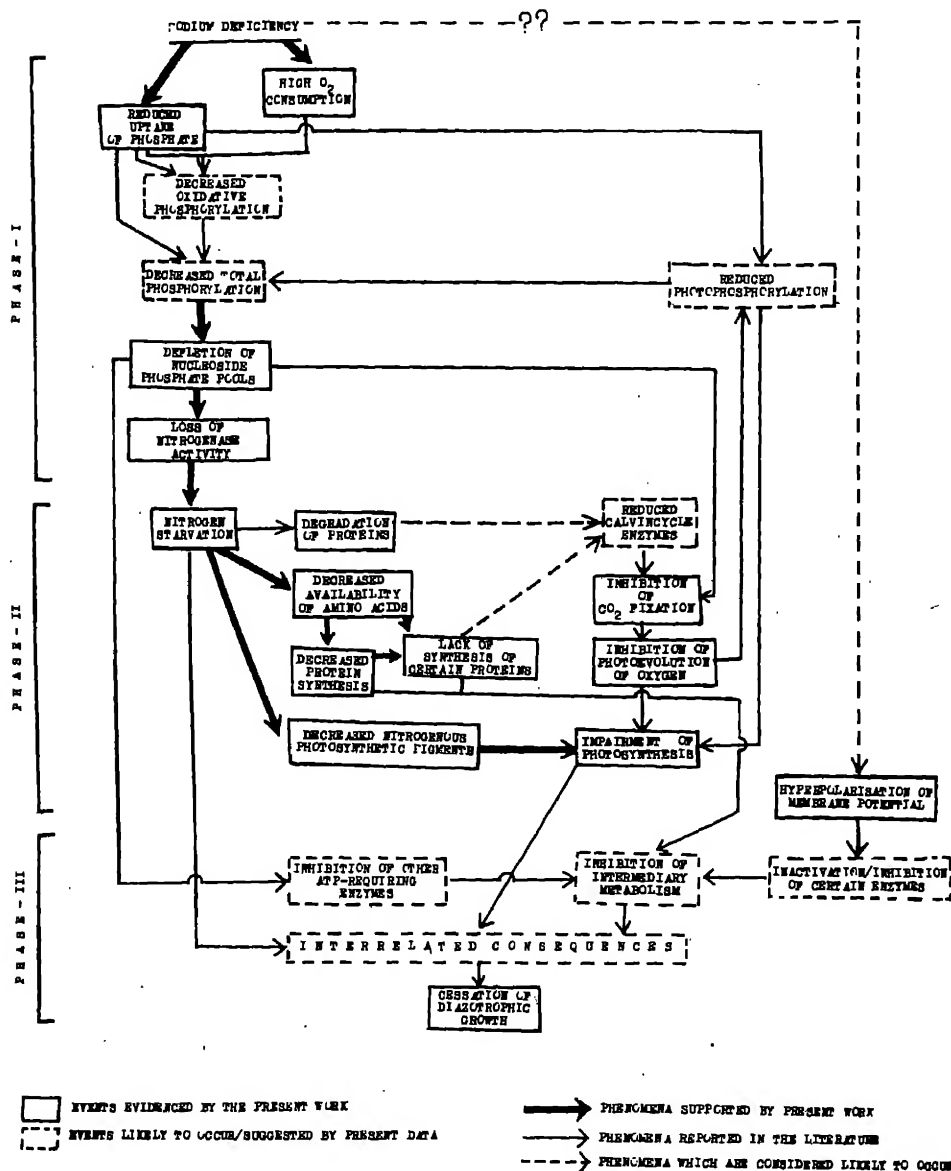 ??
SODIUM DEFICIENCY
HIGH O2
CONSUMPTION
REDUCED
UPTAKE
OF PHOSPHATE
DECREASED
OXIDATIVE
PHOSPHORYLATION
DECREASED TOTAL
PHOSPHORYLATION
REDUCED
PHOTOPHOSPHORYLATION
PHASE-I
DEPLETION OF
NUCLEOSIDE
PHOSPHATE POOLS
LOSS OF
NITROGENASE
ACTIVITY
NITROGEN
STARVATION
DEGRADATION
OF PROTEINS
REDUCED
CALVINCYCLE
ENZYMES
DECREASED
AVAILABILITY
OF AMINO ACIDS
INHIBITION
OF
CO2 FIXATION
PHASE-II
DECREASED
PROTEIN
SYNTHESIS
LACK OF
SYNTHESIS OF
CERTAIN PROTEINS
INHIBITION OF
PHOTOEVOLUTION
OF OXYGEN
DECREASED NITROGENOUS
PHOTOSYNTHETIC PIGMENTS
IMPAIRMENT OF
PHOTOSYNTHESIS
HYPERPOLARISATION OF
MEMBRANE POTENTIAL
PHASE-III
INHIBITION OF OTHER
ATP-REQUIRING
ENZYMES
INHIBITION OF
INTERMEDIARY
METABOLISM
INACTIVATION/INHIBITION
OF CERTAIN ENZYMES
INTERRELATED CONSEQUENCES
CESSATION OF
DIAZOTROPHIC
GROWTH
EVENTS EVIDENCED BY THE PRESENT WORK
EVENTS LIKELY TO OCCUR/SUGGESTED BY PRESENT DATA
PHENOMENA SUPPORTED BY PRESENT WORK
PHENOMENA REPORTED IN THE LITERATURE
PHENOMENA WHICH ARE CONSIDERED LIKELY TO OCCUR